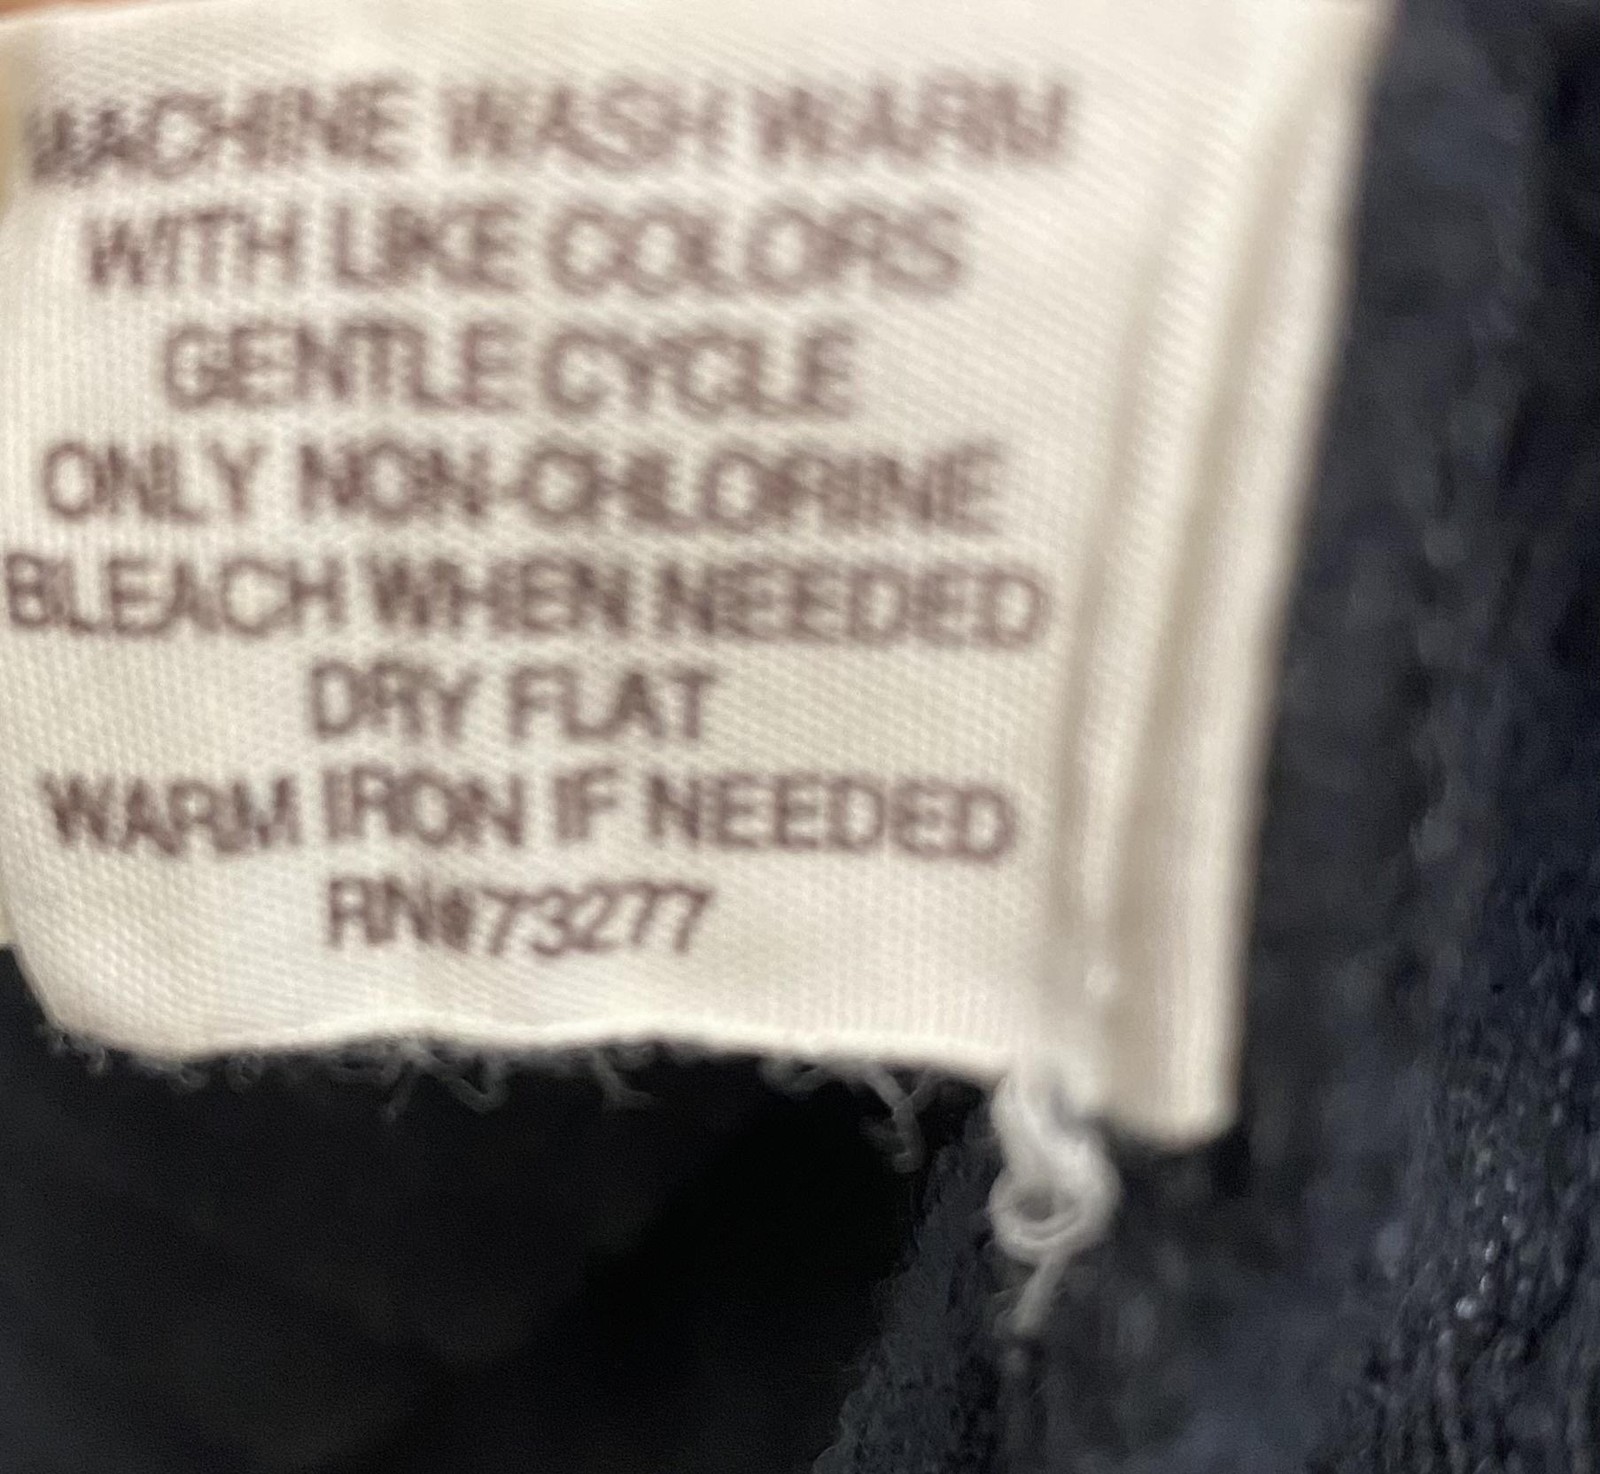 MACHINE WASH WARM
WITH LIKE COLORS
GENTLE CYCLE
ONLY NON-CHLORINE
BLEACH WHEN NEEDED
DRY FLAT
WARM IRON IF NEEDED
RN#73277